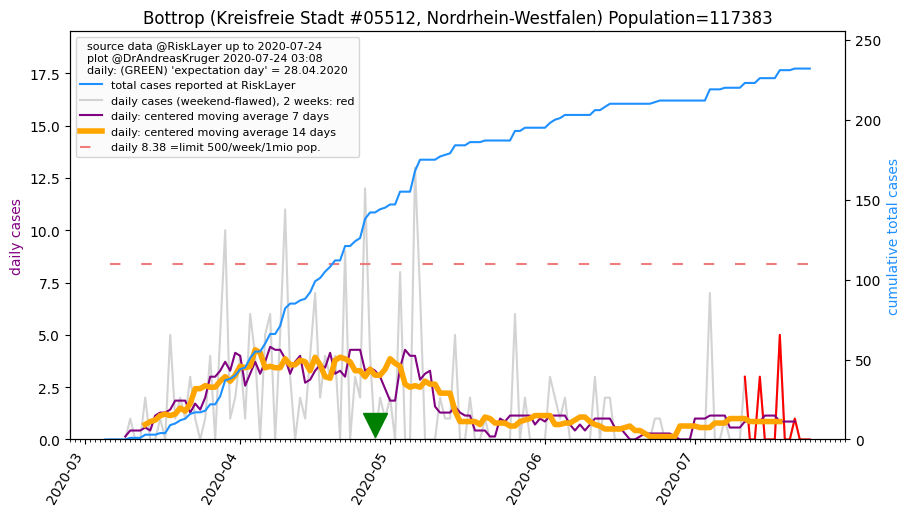 Bottrop (Kreisfreie Stadt #05512, Nordrhein-Westfalen) Population=117383
source data @RiskLayer up to 2020-07-24
plot @DrAndreasKruger 2020-07-24 03:08
daily: (GREEN) 'expectation day' = 28.04.2020
total cases reported at RiskLayer
daily cases (weekend-flawed), 2 weeks: red
daily: centered moving average 7 days
daily: centered moving average 14 days
daily 8.38 =limit 500/week/1mio pop.
daily cases
17.5
15.0
12.5
10.0
7.5
5.0
2.5
0.0
250
200
150
100
50
0
cumulative total cases
2020-03
2020-04
2020-05
2020-06
2020-07